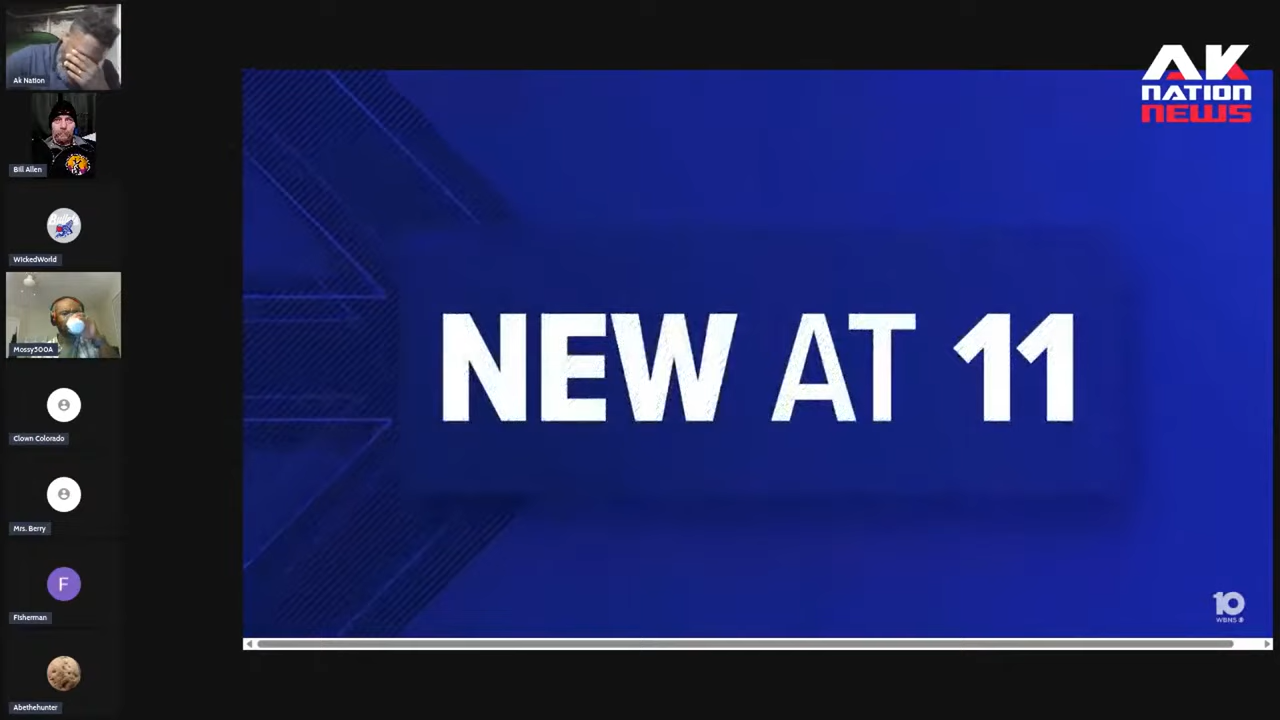 Ak Nation
Bill Allen
WickedWorld
Mossy500A
Clown Colorado
Mrs. Berry
F
Fisherman
Abethehunter
AK
NATION
NEWS
NEW AT 11
10
WBNS